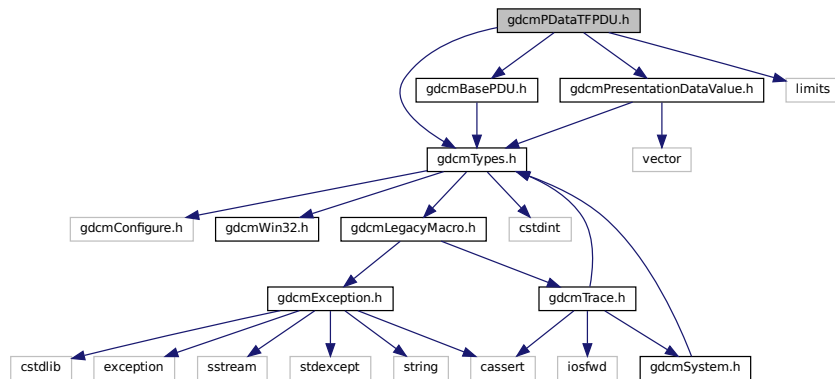 gdcmPDataTFPDU.h
gdcmBasePDU.h
gdcmPresentationDataValue.h
limits
gdcmTypes.h
vector
gdcmConfigure.h
gdcmWin32.h
gdcmLegacyMacro.h
cstdint
gdcmException.h
gdcmTrace.h
cstdlib
exception
sstream
stdexcept
string
cassert
iosfwd
gdcmSystem.h